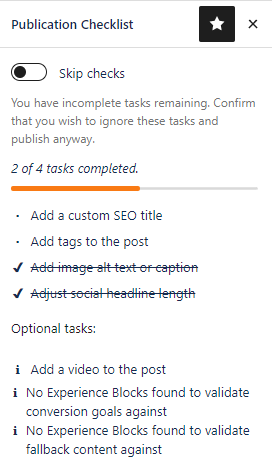 Publication Checklist
Skip checks
You have incomplete tasks remaining. Confirm
that you wish to ignore these tasks and
publish anyway.
2 of 4 tasks completed.
Add a custom SEO title
Add tags to the post
Add image alt text or caption
Adjust social headline length
Optional tasks:
Add a video to the post
No Experience Blocks found to validate
conversion goals against
No Experience Blocks found to validate
fallback content against